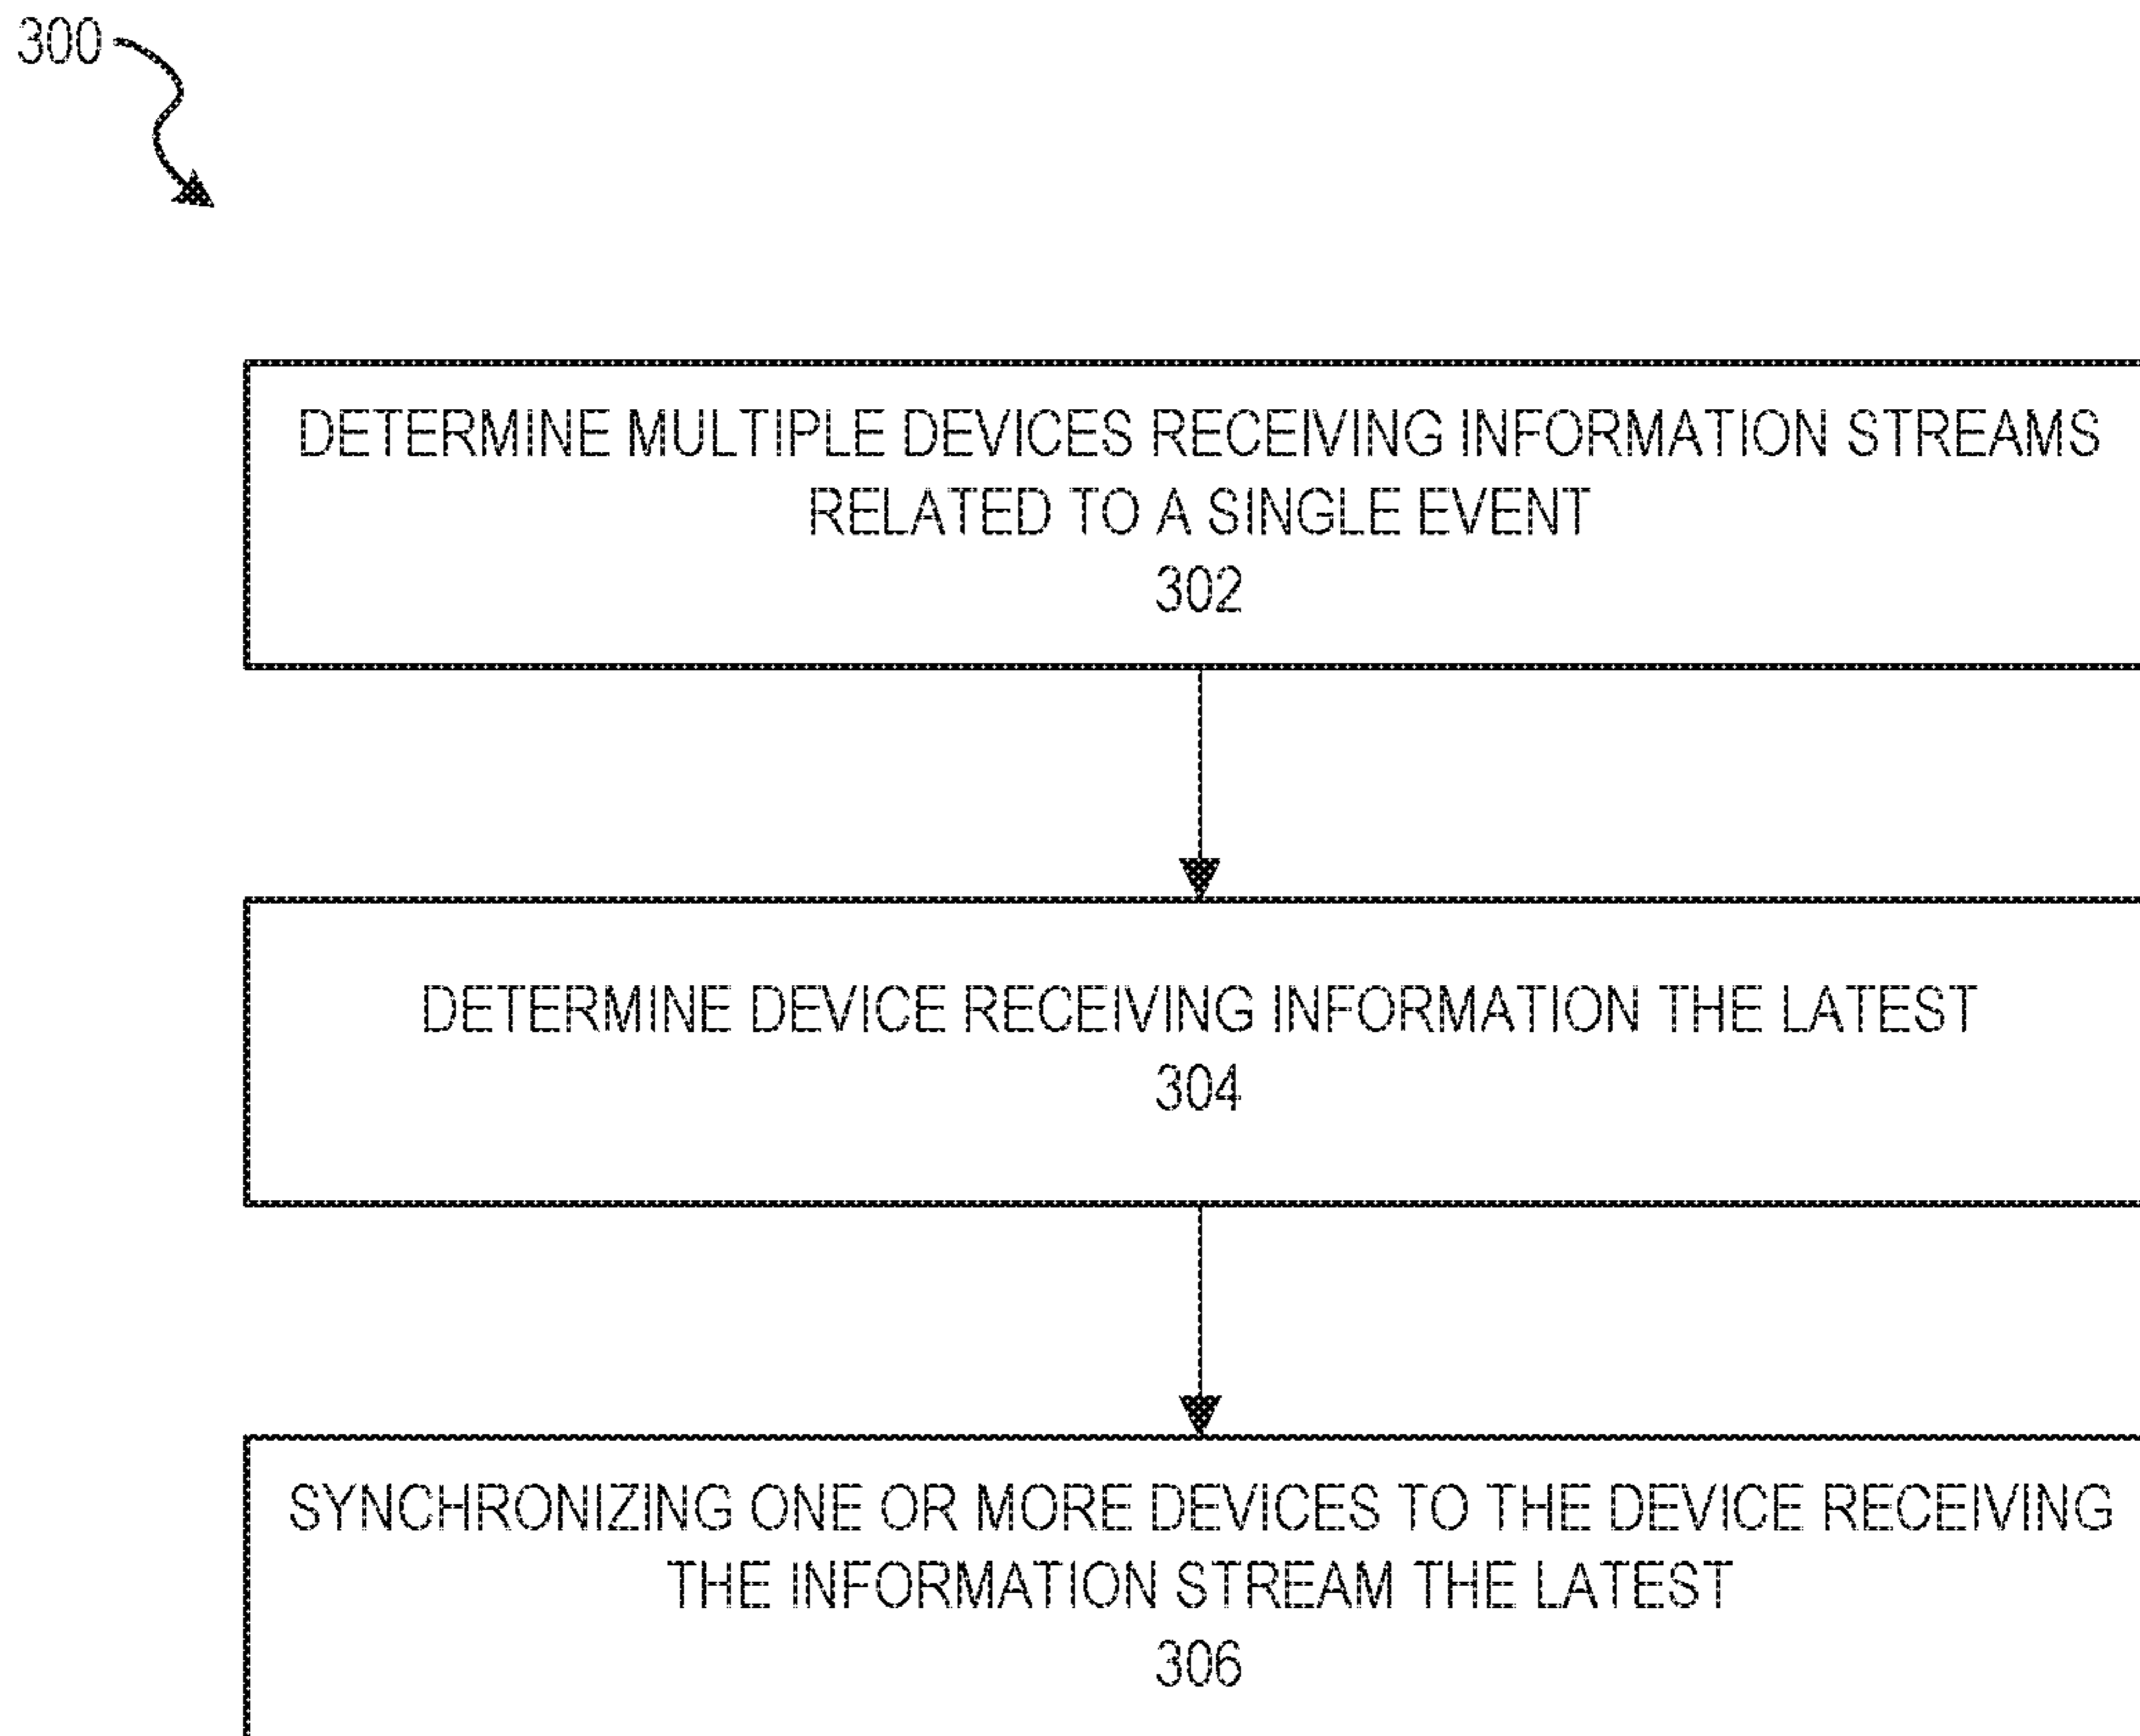 300
DETERMINE MULTIPLE DEVICES RECEIVING INFORMATION STREAMS
RELATED TO A SINGLE EVENT
302
DETERMINE DEVICE RECEIVING INFORMATION THE LATEST
304
SYNCHRONIZING ONE OR MORE DEVICES TO THE DEVICE RECEIVING
THE INFORMATION STREAM THE LATEST
306